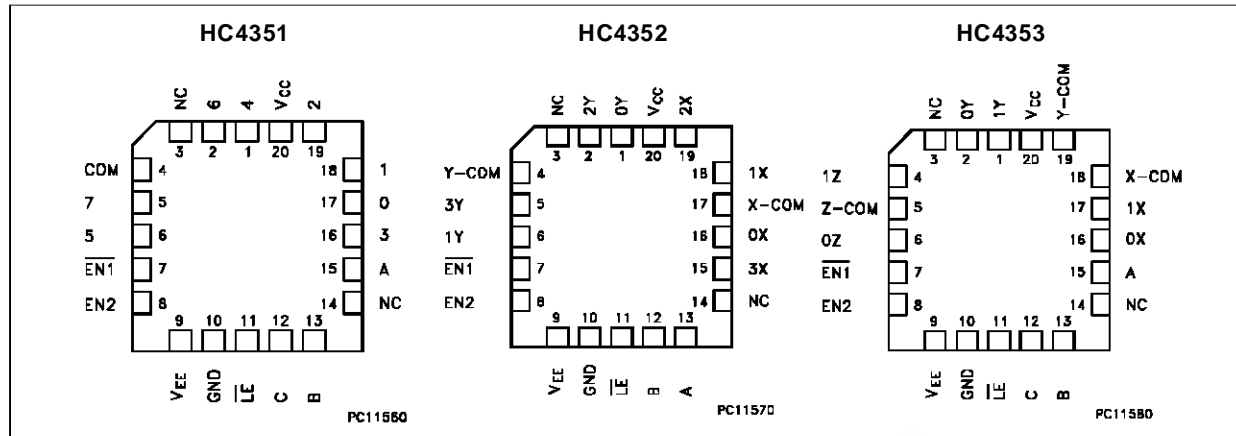 HC4351
NC 6 4 VCC 2
3 2 1 20 19
COM 4 18 1
7 5 17 0
5 6 16 3
EN1 7 15 A
EN2 8 14 NC
9 10 11 12 13
VEE GND LE C B
PC11560
HC4352
NC 2Y 0Y VCC 2X
3 2 1 20 19
Y-COM 4 18 1X
3Y 5 17 X-COM
1Y 6 16 0X
EN1 7 15 3X
EN2 8 14 NC
9 10 11 12 13
VEE GND LE B A
PC11570
HC4353
NC 0Y 1Y VCC Y-COM
3 2 1 20 19
1Z 4 18 X-COM
Z-COM 5 17 1X
0Z 6 16 0X
EN1 7 15 A
EN2 8 14 NC
9 10 11 12 13
VEE GND LE C B
PC11580